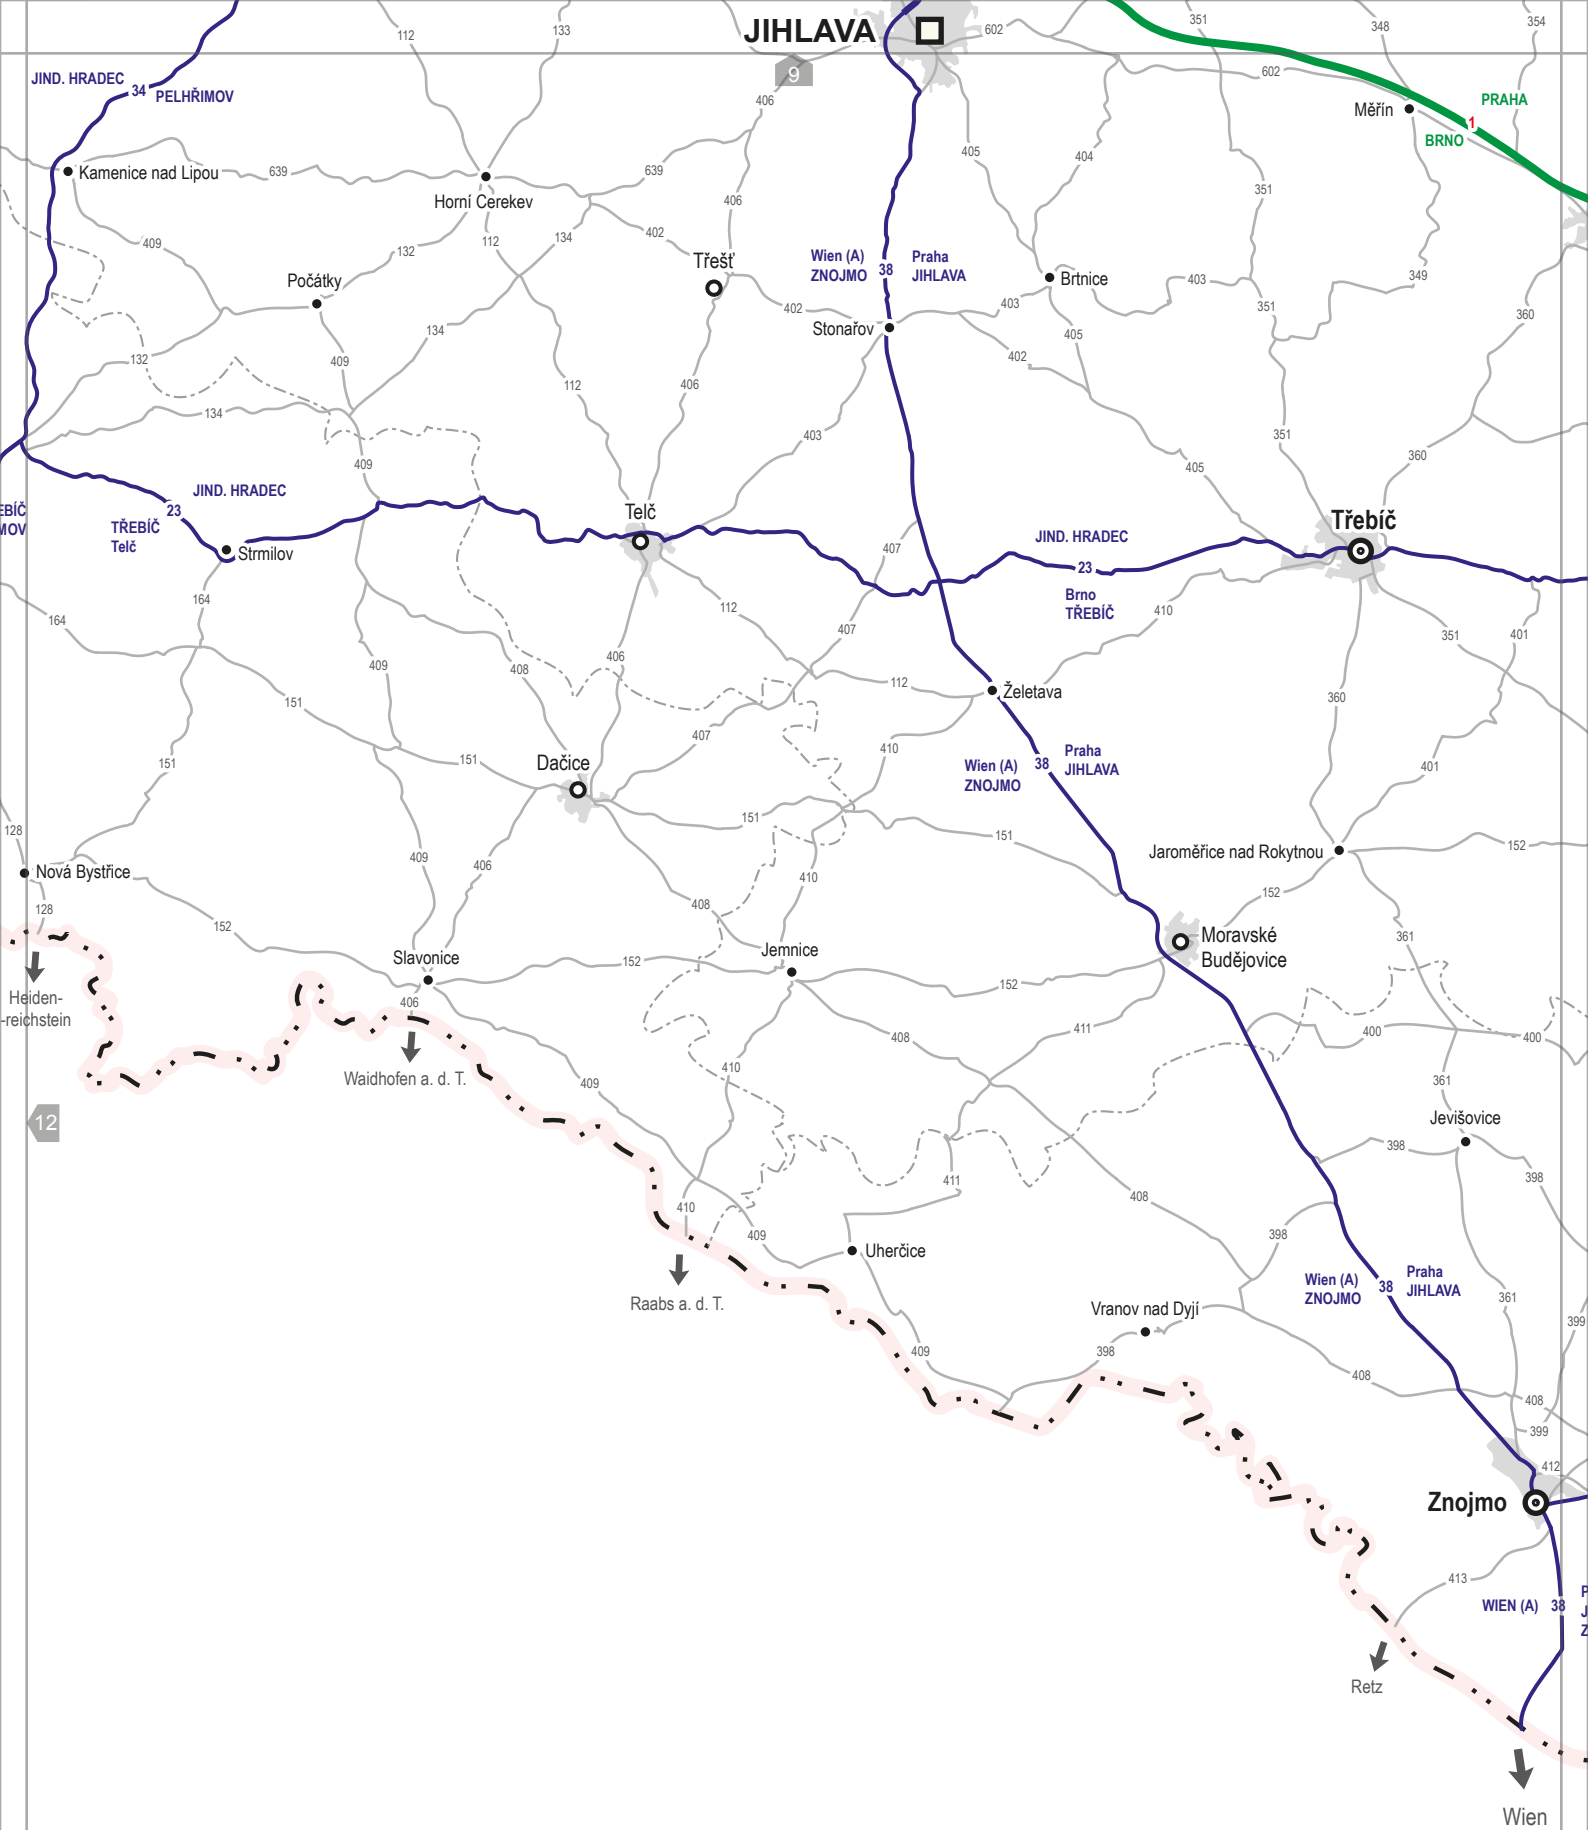 112
133
JIHLAVA
602
351
348
354
JIND. HRADEC
34
PELHŘIMOV
9
406
602
Měřín
PRAHA
1
BRNO
Kamenice nad Lipou
639
639
405
404
Horní Cerekev
406
351
409
132
112
134
402
Třešť
Wien (A)
ZNOJMO
38
Praha
JIHLAVA
Počátky
Brtnice
403
349
402
403
351
360
Stonařov
134
405
402
132
409
112
406
134
403
351
409
405
360
JIND. HRADEC
23
TŘEBÍČ
Telč
Telč
Třebíč
Strmilov
407
JIND. HRADEC
23
Brno
TŘEBÍČ
164
164
112
410
407
351
401
409
408
406
112
Želetava
151
360
407
410
Wien (A)
ZNOJMO
38
Praha
JIHLAVA
151
151
Dačice
401
128
151
151
Jaroměřice nad Rokytnou
152
409
406
Nová Bystřice
410
152
128
408
152
Moravské
Budějovice
361
Slavonice
152
Jemnice
152
Heiden-
-reichstein
406
408
411
400
400
Waidhofen a. d. T.
409
410
361
12
Jevišovice
398
411
408
398
410
409
Uherčice
398
Wien (A)
ZNOJMO
38
Praha
JIHLAVA
Raabs a. d. T.
Vranov nad Dyjí
361
399
409
398
408
408
399
412
Znojmo
413
WIEN (A)
38
Retz
Wien